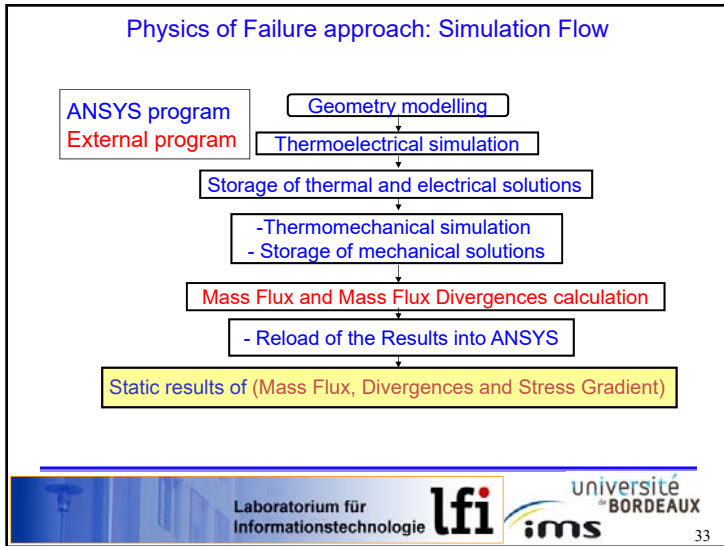 Physics of Failure approach: Simulation Flow
ANSYS program
External program
Geometry modelling
Thermoelectrical simulation
Storage of thermal and electrical solutions
-Thermomechanical simulation
- Storage of mechanical solutions
Mass Flux and Mass Flux Divergences calculation
- Reload of the Results into ANSYS
Static results of (Mass Flux, Divergences and Stress Gradient)
Laboratorium für
Informationstechnologie
lfi
ims
université
de BORDEAUX
33